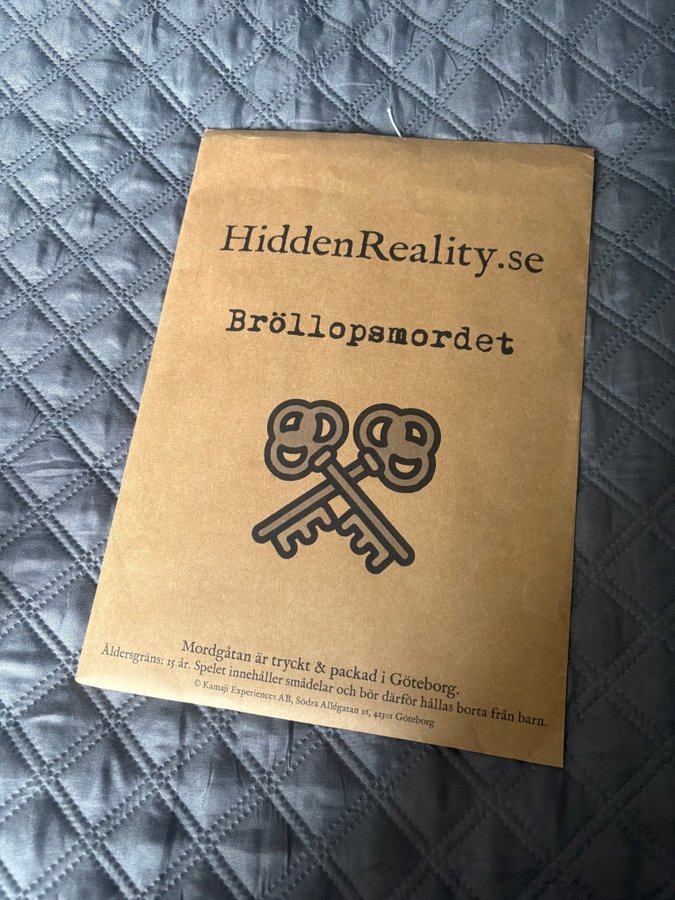 HiddenReality.se
Bröllopsmordet
Mordgåtan är tryckt & packad i Göteborg.
Åldersgräns: 15 år. Spelet innehåller smådelar och bör därför hållas borta från barn.
© Kamaji Experiences AB, Södra Allégatan 16, 41301 Göteborg